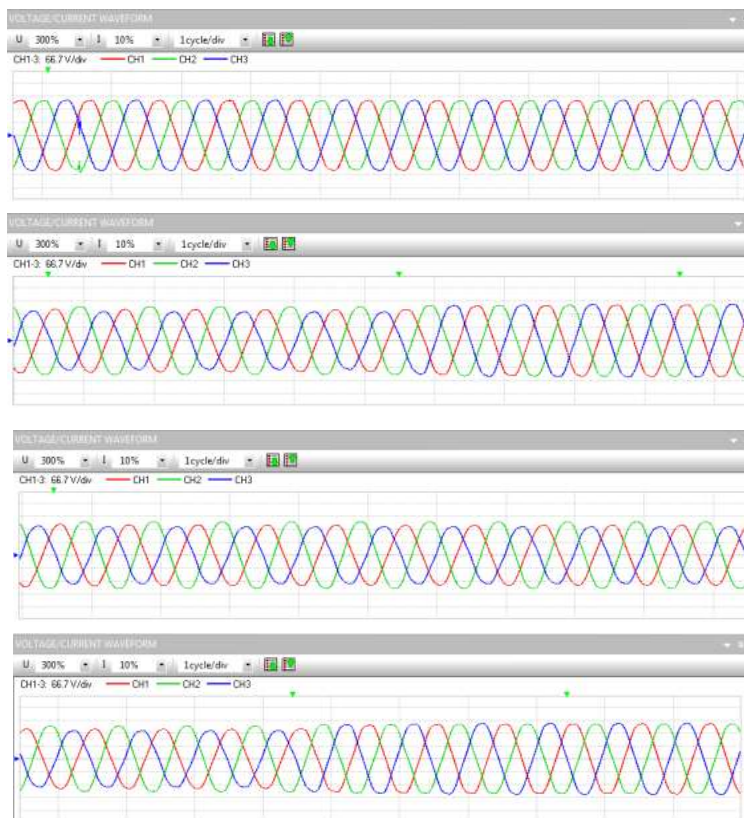 VOLTAGE/CURRENT WAVEFORM
U 300% I 10% 1cycle/div
CH1-3: 66.7 V/div CH1 CH2 CH3
VOLTAGE/CURRENT WAVEFORM
U 300% I 10% 1cycle/div
CH1-3: 66.7 V/div CH1 CH2 CH3
VOLTAGE/CURRENT WAVEFORM
U 300% I 10% 1cycle/div
CH1-3: 66.7 V/div CH1 CH2 CH3
VOLTAGE/CURRENT WAVEFORM
U 300% I 10% 1cycle/div
CH1-3: 66.7 V/div CH1 CH2 CH3